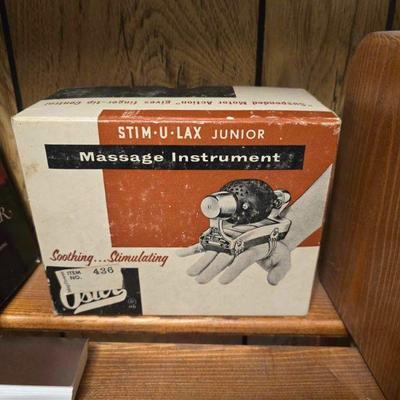 "Suspended Motor Action" gives finger-tip Control
STIM·U·LAX JUNIOR
Massage Instrument
Soothing...Stimulating
ITEM NO. 436
Oster
R